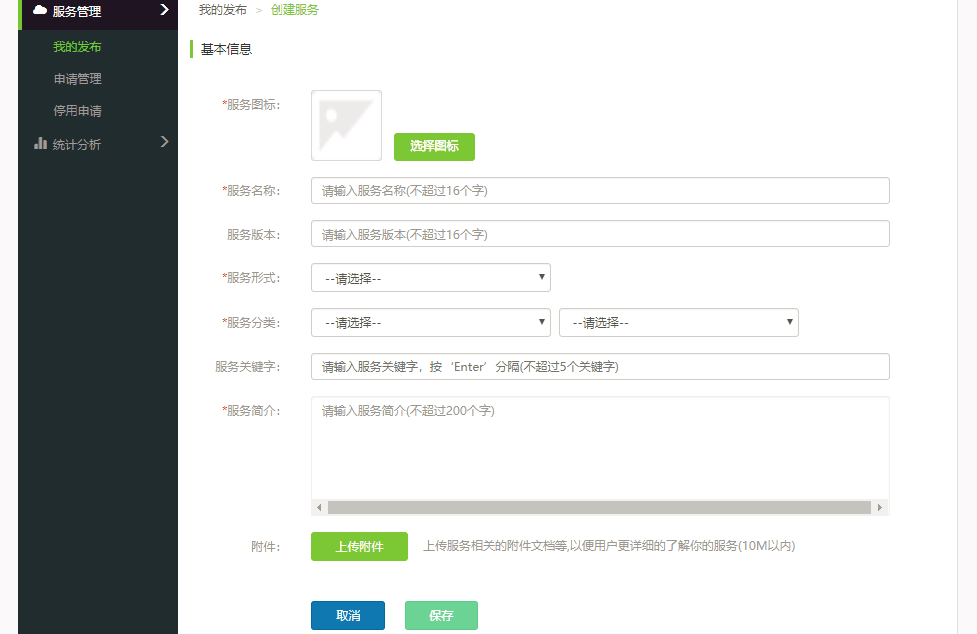 服务管理
我的发布
申请管理
停用申请
统计分析
我的发布 > 创建服务
基本信息
*服务图标:
选择图标
*服务名称:
请输入服务名称(不超过16个字)
服务版本:
请输入服务版本(不超过16个字)
*服务形式:
--请选择--
*服务分类:
--请选择-- --请选择--
服务关键字:
请输入服务关键字，按‘Enter’分隔(不超过5个关键字)
*服务简介:
请输入服务简介(不超过200个字)
附件:
上传附件 上传服务相关的附件文档等,以便用户更详细的了解你的服务(10M以内)
取消 保存